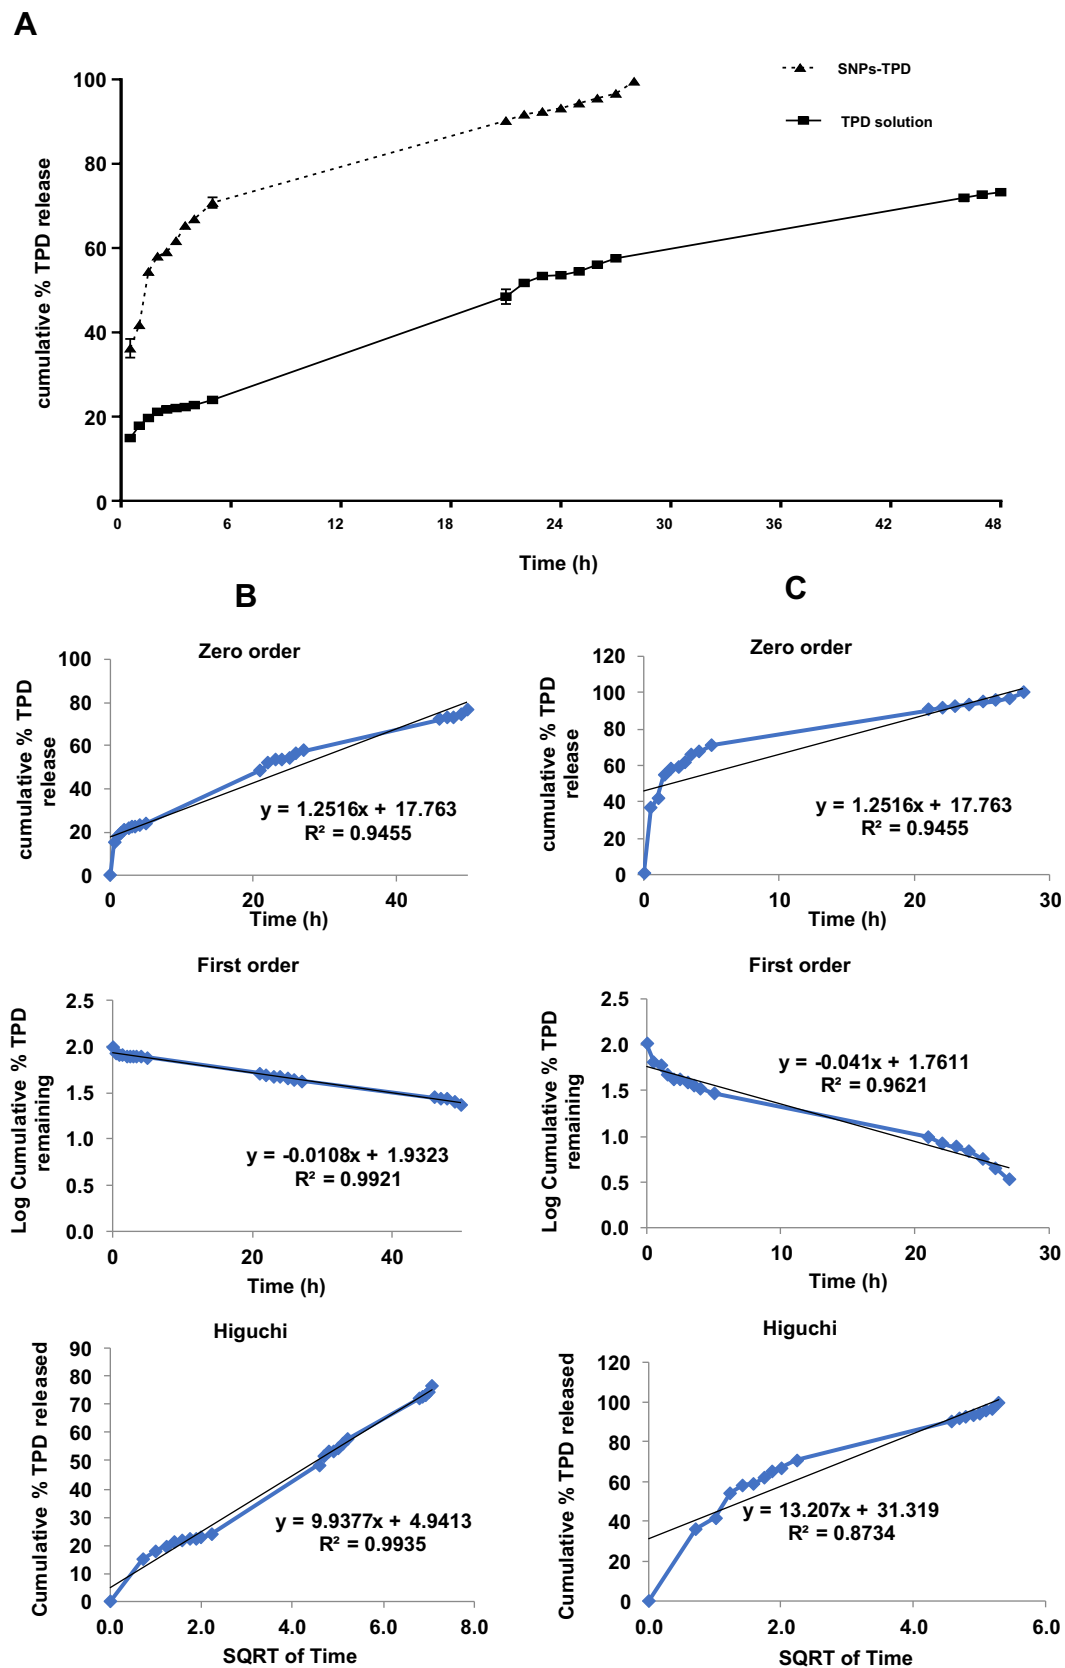 A
SNPs-TPD
TPD solution
cumulative % TPD release
100
80
60
40
20
0
0 6 12 18 24 30 36 42 48
Time (h)
B
Zero order
cumulative % TPD
release
100
80
60
40
20
0
y = 1.2516x + 17.763
R² = 0.9455
0 20 40
Time (h)
First order
Log Cumulative % TPD
remaining
2.5
2.0
1.5
1.0
0.5
0.0
y = -0.0108x + 1.9323
R² = 0.9921
0 20 40
Time (h)
Higuchi
Cumulative % TPD released
90
80
70
60
50
40
30
20
10
0
y = 9.9377x + 4.9413
R² = 0.9935
0.0 2.0 4.0 6.0 8.0
SQRT of Time
C
Zero order
cumulative % TPD
release
120
100
80
60
40
20
0
y = 1.2516x + 17.763
R² = 0.9455
0 10 20 30
Time (h)
First order
Log Cumulative % TPD
remaining
2.5
2.0
1.5
1.0
0.5
0.0
y = -0.041x + 1.7611
R² = 0.9621
0 10 20 30
Time (h)
Higuchi
Cumulative % TPD released
120
100
80
60
40
20
0
y = 13.207x + 31.319
R² = 0.8734
0.0 2.0 4.0 6.0
SQRT of Time